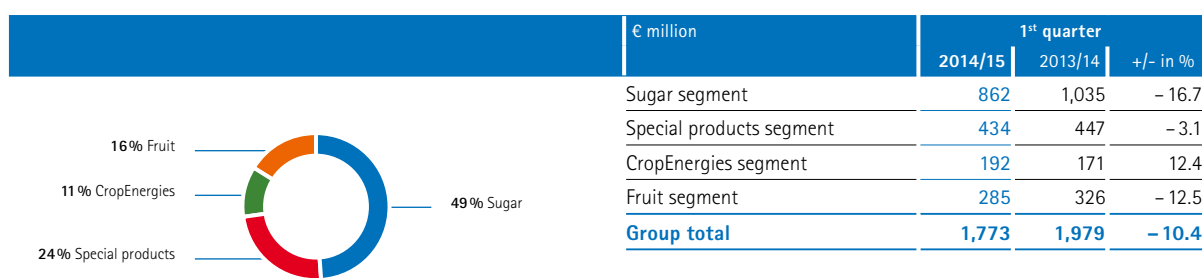 € million 1st quarter
2014/15 2013/14 +/- in %
Sugar segment 862 1,035 – 16.7
Special products segment 434 447 – 3.1
CropEnergies segment 192 171 12.4
Fruit segment 285 326 – 12.5
Group total 1,773 1,979 – 10.4
16 % Fruit
11 % CropEnergies
49 % Sugar
24 % Special products